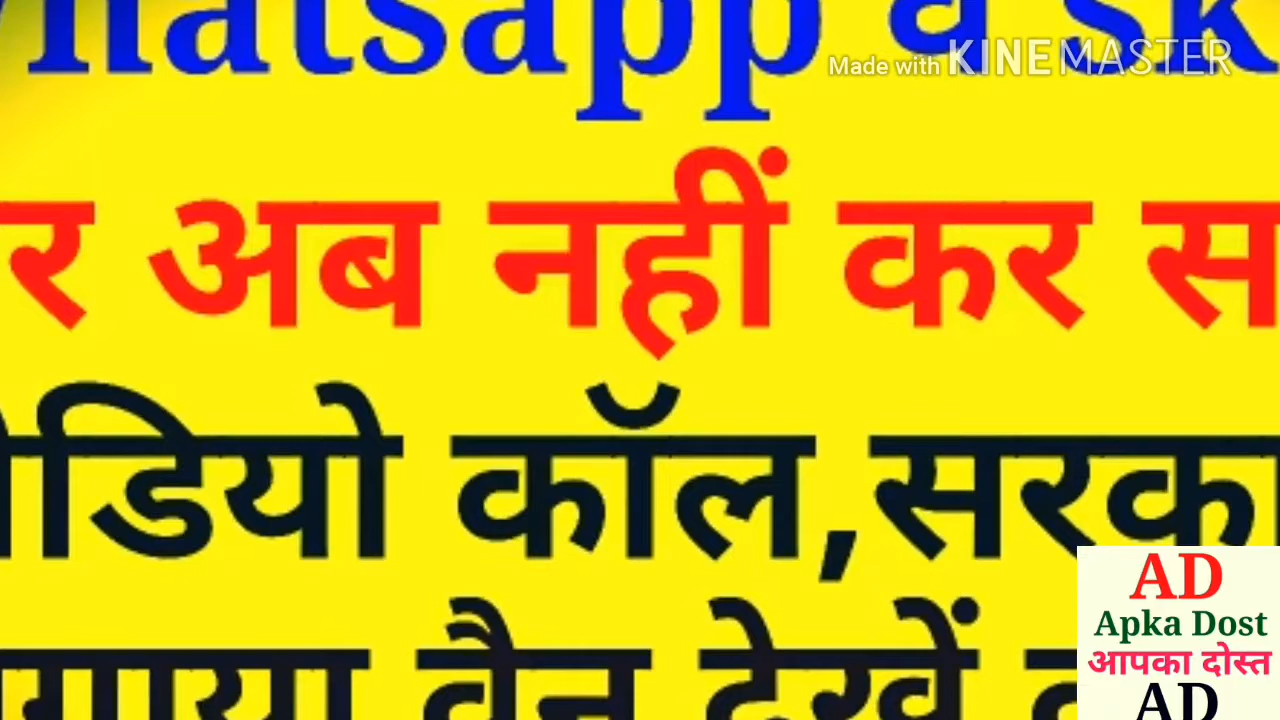 hatsapp व sk
Made with KINEMASTER
र अब नहीं कर स
डियो कॉल,सरका
गाया वैन देखें
AD
Apka Dost
आपका दोस्त
AD